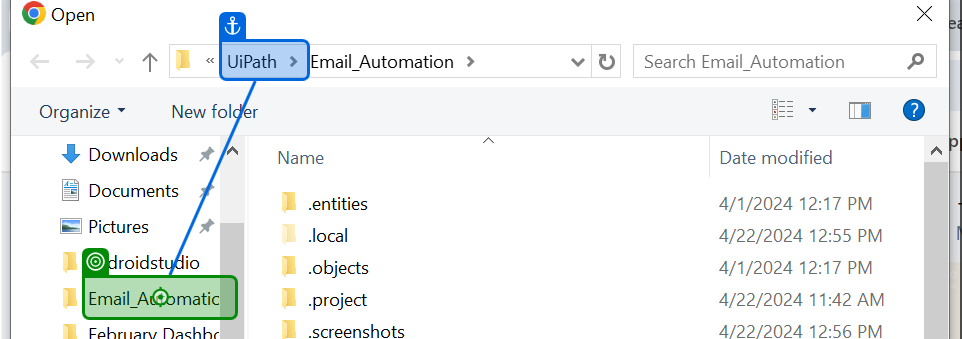 Open
« UiPath > Email_Automation >
Search Email_Automation
Organize
New folder
Downloads
Documents
Pictures
droidstudio
Email_Automatic
February Dashbo
Name
Date modified
.entities 4/1/2024 12:17 PM
.local 4/22/2024 12:55 PM
.objects 4/1/2024 12:17 PM
.project 4/22/2024 11:42 AM
.screenshots 4/22/2024 12:56 PM